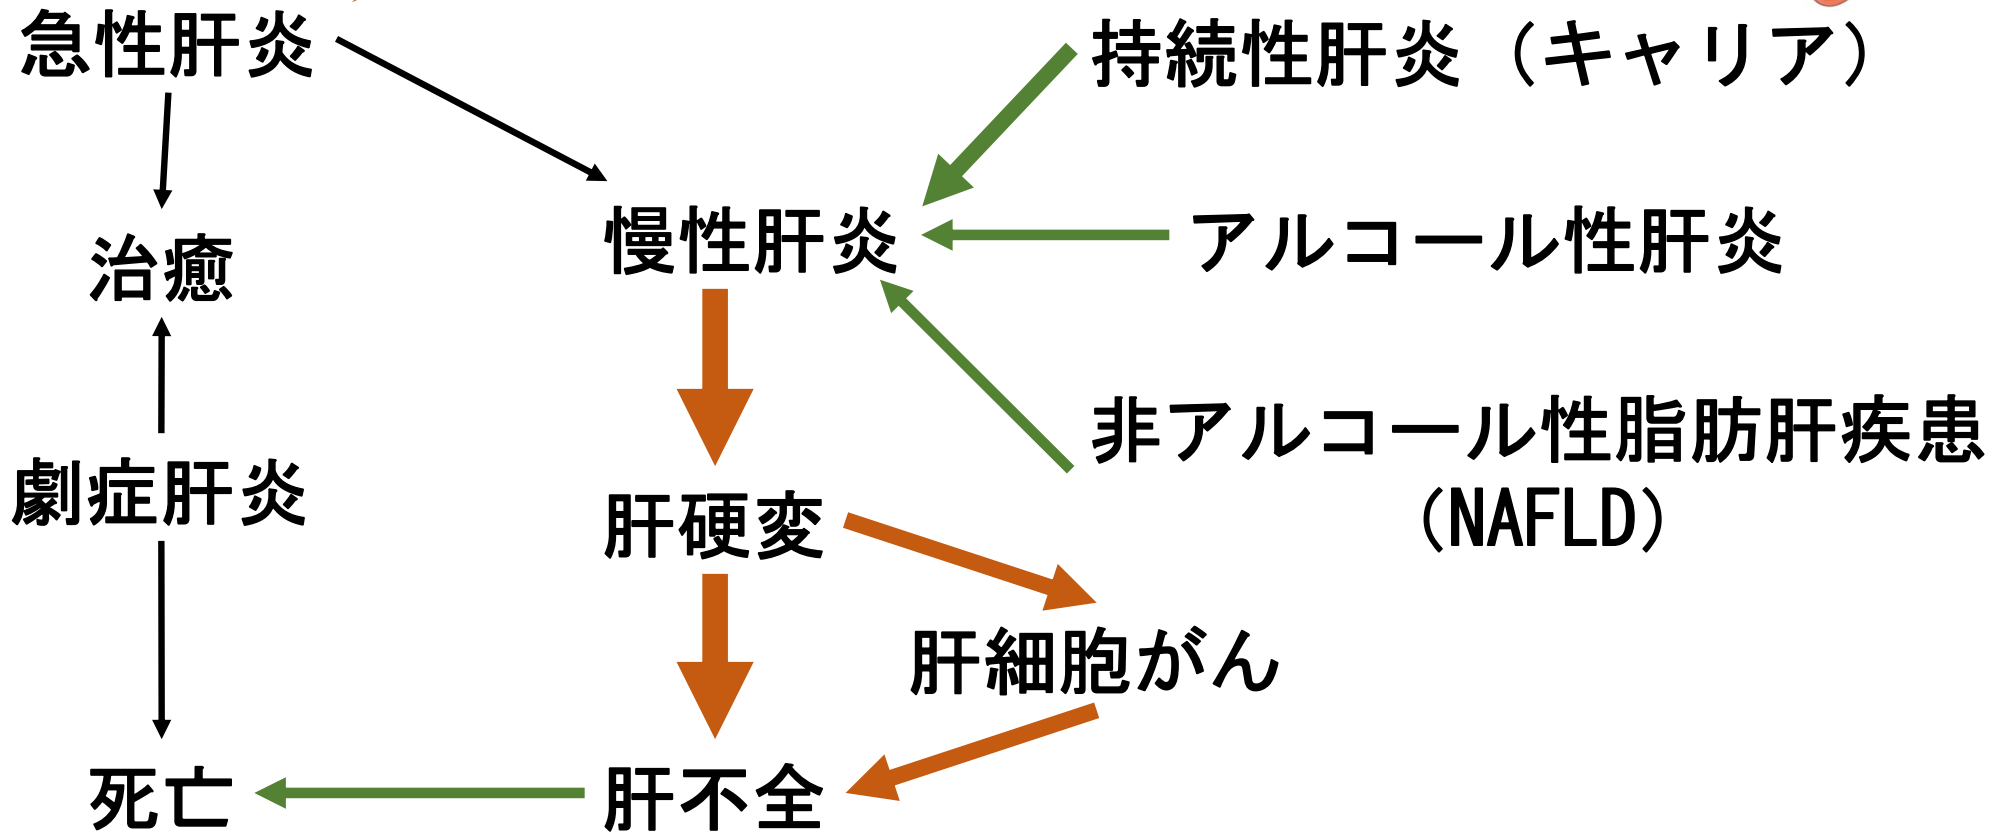 急性肝炎
持続性肝炎（キャリア）
慢性肝炎
アルコール性肝炎
治癒
非アルコール性脂肪肝疾患
（NAFLD）
劇症肝炎
肝硬変
肝細胞がん
死亡
肝不全